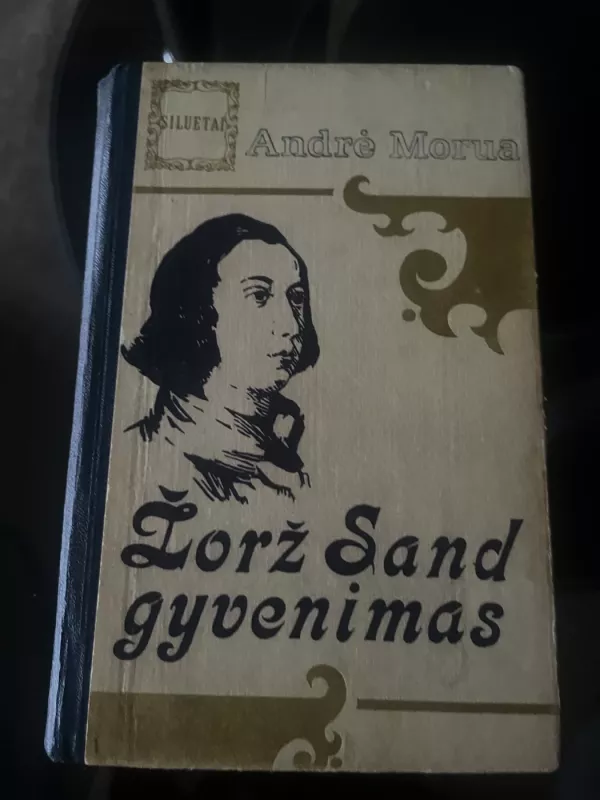 SILUETAI
Andrė Morua
Žorž Sand
gyvenimas